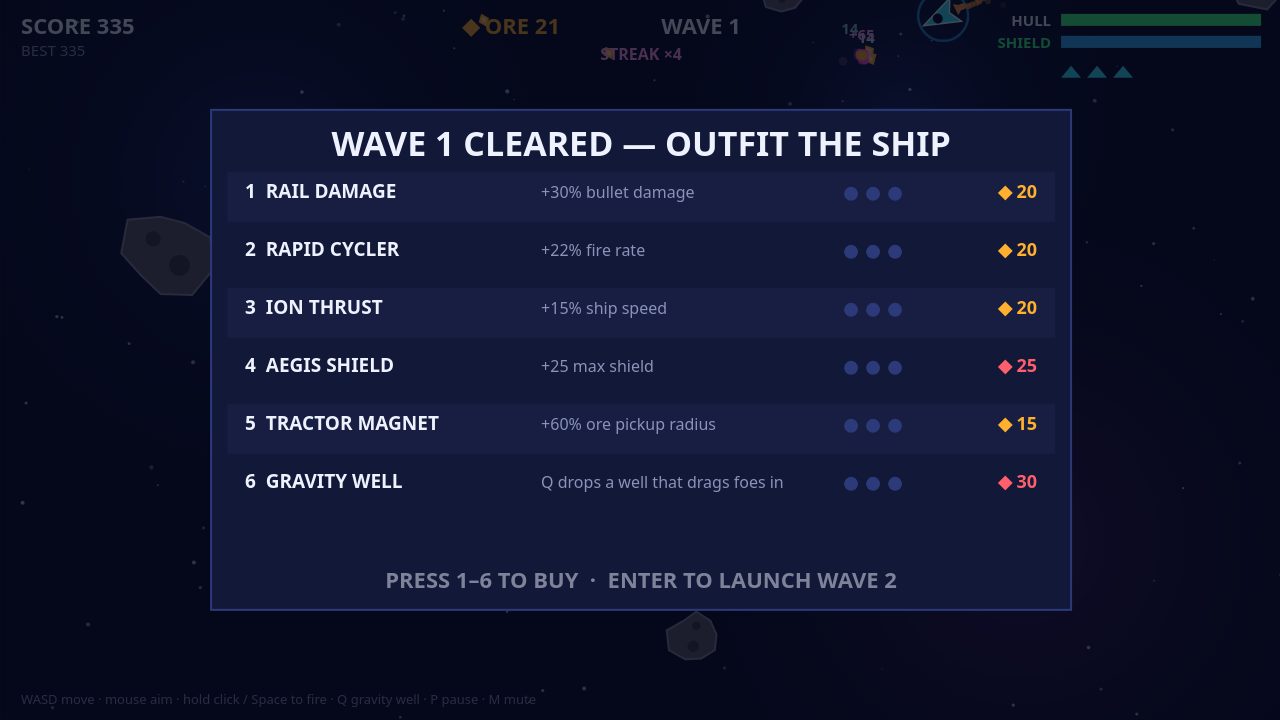 SCORE 335
BEST 335
ORE 21
WAVE 1
STREAK ×4
14
+65
14
HULL
SHIELD
WAVE 1 CLEARED — OUTFIT THE SHIP
1 RAIL DAMAGE +30% bullet damage ◆ 20
2 RAPID CYCLER +22% fire rate ◆ 20
3 ION THRUST +15% ship speed ◆ 20
4 AEGIS SHIELD +25 max shield ◆ 25
5 TRACTOR MAGNET +60% ore pickup radius ◆ 15
6 GRAVITY WELL Q drops a well that drags foes in ◆ 30
PRESS 1–6 TO BUY · ENTER TO LAUNCH WAVE 2
WASD move · mouse aim · hold click / Space to fire · Q gravity well · P pause · M mute